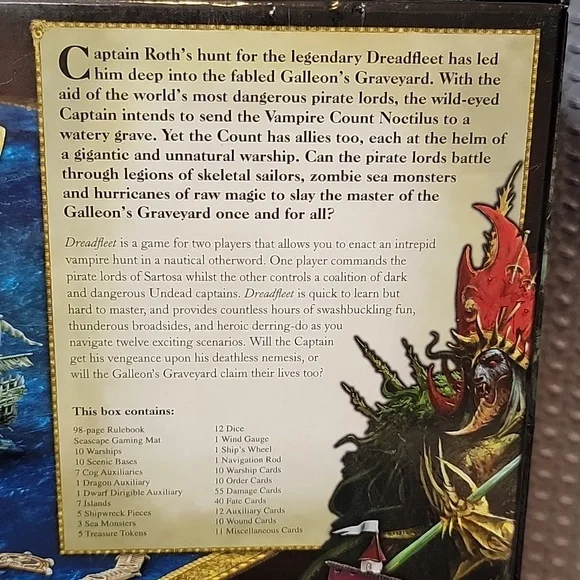 Captain Roth's hunt for the legendary Dreadfleet has led
him deep into the fabled Galleon's Graveyard. With the
aid of the world's most dangerous pirate lords, the wild-eyed
Captain intends to send the Vampire Count Noctilus to a
watery grave. Yet the Count has allies too, each at the helm of
a gigantic and unnatural warship. Can the pirate lords battle
through legions of skeletal sailors, zombie sea monsters
and hurricanes of raw magic to slay the master of the
Galleon's Graveyard once and for all?
Dreadfleet is a game for two players that allows you to enact an intrepid
vampire hunt in a nautical otherword. One player commands the
pirate lords of Sartosa whilst the other controls a coalition of dark
and dangerous Undead captains. Dreadfleet is quick to learn but
hard to master, and provides countless hours of swashbuckling fun,
thunderous broadsides, and heroic derring-do as you
navigate twelve exciting scenarios. Will the Captain
get his vengeance upon his deathless nemesis, or
will the Galleon's Graveyard claim their lives too?
This box contains:
98-page Rulebook
Seascape Gaming Mat
10 Warships
10 Scenic Bases
7 Cog Auxiliaries
1 Dragon Auxiliary
1 Dwarf Dirigible Auxiliary
7 Islands
5 Shipwreck Pieces
3 Sea Monsters
5 Treasure Tokens
12 Dice
1 Wind Gauge
1 Ship's Wheel
1 Navigation Rod
10 Warship Cards
10 Order Cards
55 Damage Cards
40 Fate Cards
12 Auxiliary Cards
10 Wound Cards
11 Miscellaneous Cards